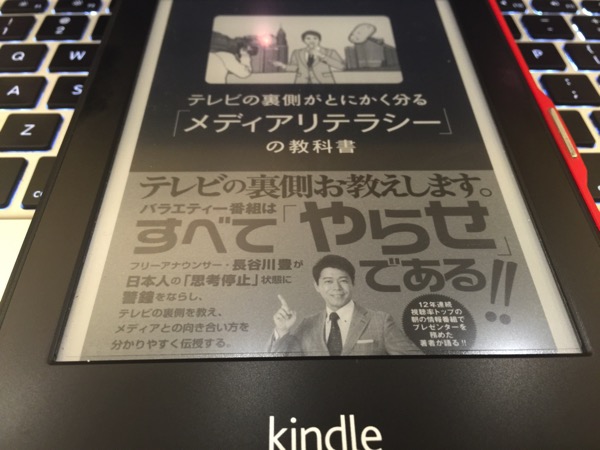 テレビの裏側がとにかく分る
「メディアリテラシー」
の教科書
テレビの裏側お教えします。
バラエティー番組は
すべて「やらせ」
である!!
フリーアナウンサー・長谷川豊が
日本人の「思考停止」状態に
警鐘をならし、
テレビの裏側を教え、
メディアとの向き合い方を
分かりやすく伝授する。
12年連続
視聴率トップの
朝の情報番組で
プレゼンターを
務めた
著者が語る!!
kindle
Q
W
A
S
Z
P
L